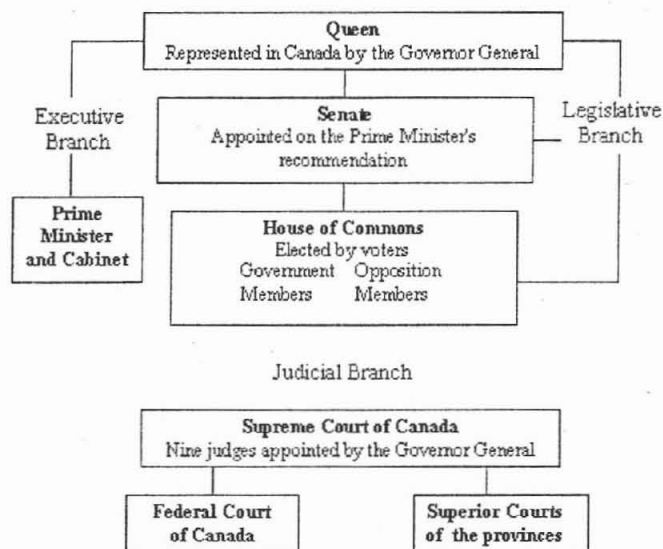 Queen
Represented in Canada by the Governor General
Executive
Branch
Legislative
Branch
Senate
Appointed on the Prime Minister's
recommendation
Prime
Minister
and Cabinet
House of Commons
Elected by voters
Government Opposition
Members Members
Judicial Branch
Supreme Court of Canada
Nine judges appointed by the Governor General
Federal Court
of Canada
Superior Courts
of the provinces